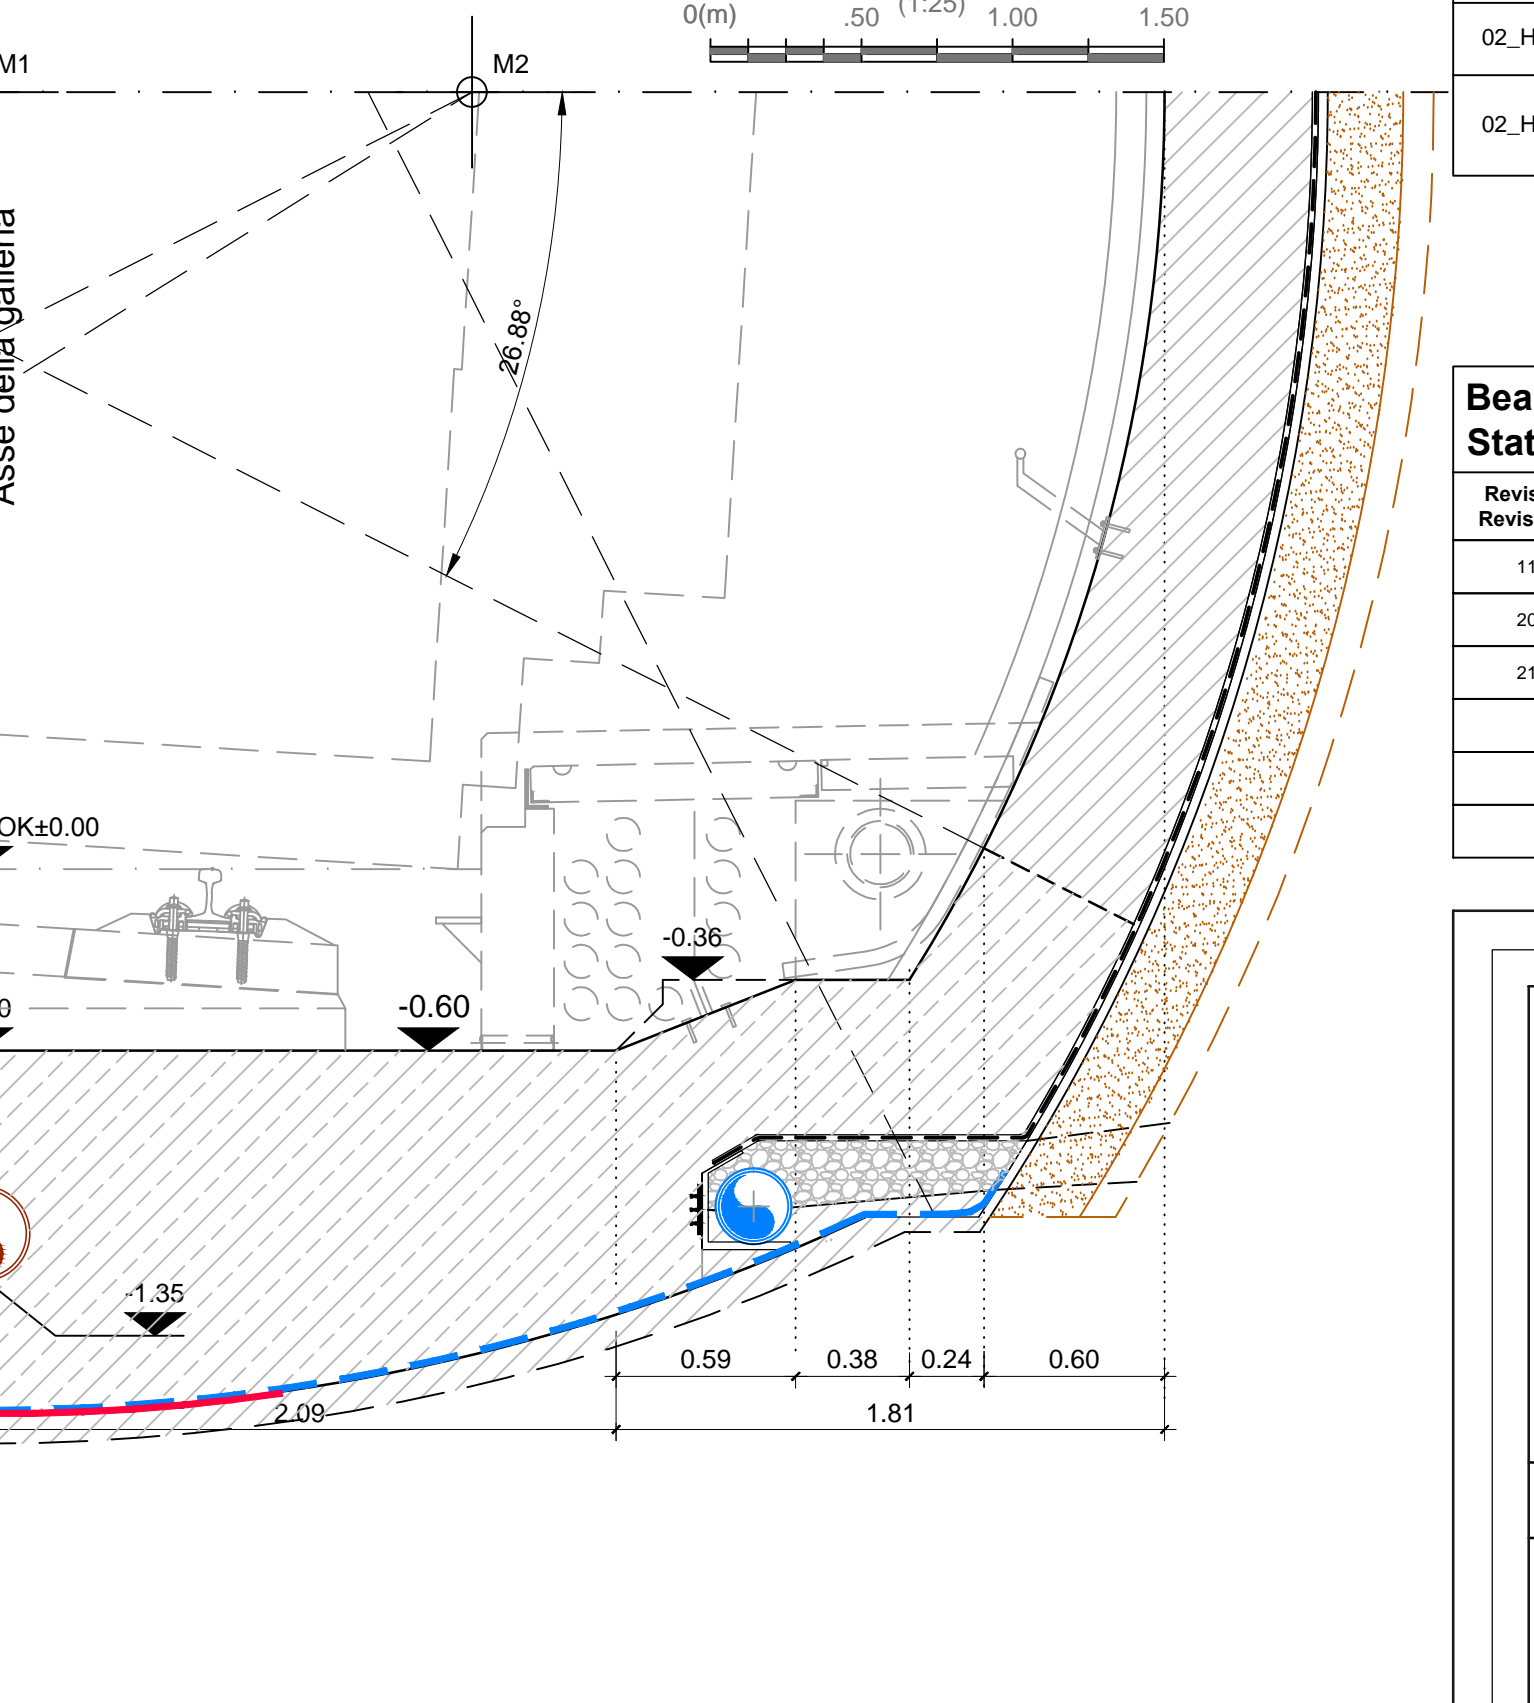 0(m)
.50
(1:25)
1.00
1.50
M1
M2
02_H
02_H
Asse della galleria
26.88°
Bea
Stat
Revis
Revis
11
20
21
OK±0.00
-0.36
-0.60
0
-1.35
0.59
0.38
0.24
0.60
2.09
1.81